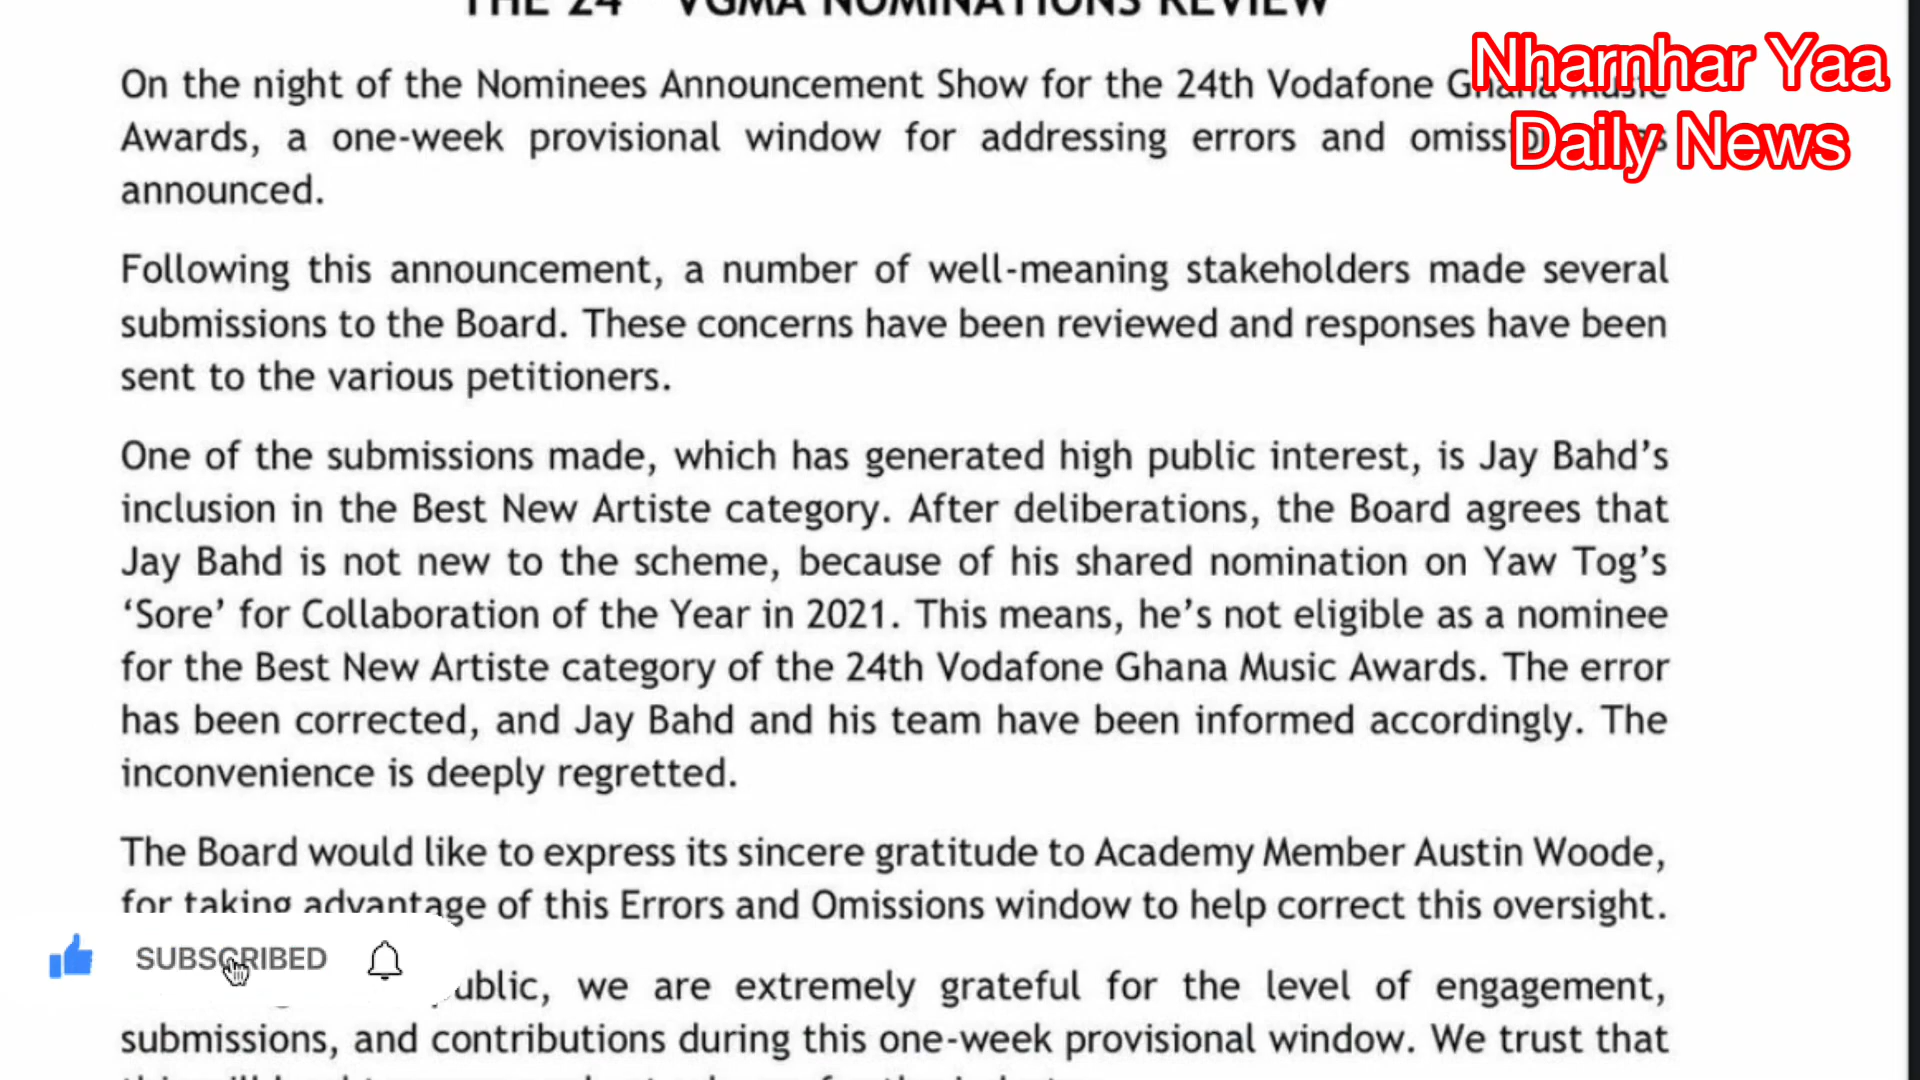 THE 24 VGMA NOMINATIONS REVIEW
Nharnhar Yaa
Daily News
On the night of the Nominees Announcement Show for the 24th Vodafone Ghana Music
Awards, a one-week provisional window for addressing errors and
announced.
Following this announcement, a number of well-meaning stakeholders made several
submissions to the Board. These concerns have been reviewed and responses have been
sent to the various petitioners.
One of the submissions made, which has generated high public interest, is Jay Bahd’s
inclusion in the Best New Artiste category. After deliberations, the Board agrees that
Jay Bahd is not new to the scheme, because of his shared nomination on Yaw Tog’s
‘Sore’ for Collaboration of the Year in 2021. This means, he’s not eligible as a nominee
for the Best New Artiste category of the 24th Vodafone Ghana Music Awards. The error
has been corrected, and Jay Bahd and his team have been informed accordingly. The
inconvenience is deeply regretted.
The Board would like to express its sincere gratitude to Academy Member Austin Woode,
for taking advantage of this Errors and Omissions window to help correct this oversight.
SUBSCRIBED
public, we are extremely grateful for the level of engagement,
submissions, and contributions during this one-week provisional window. We trust that